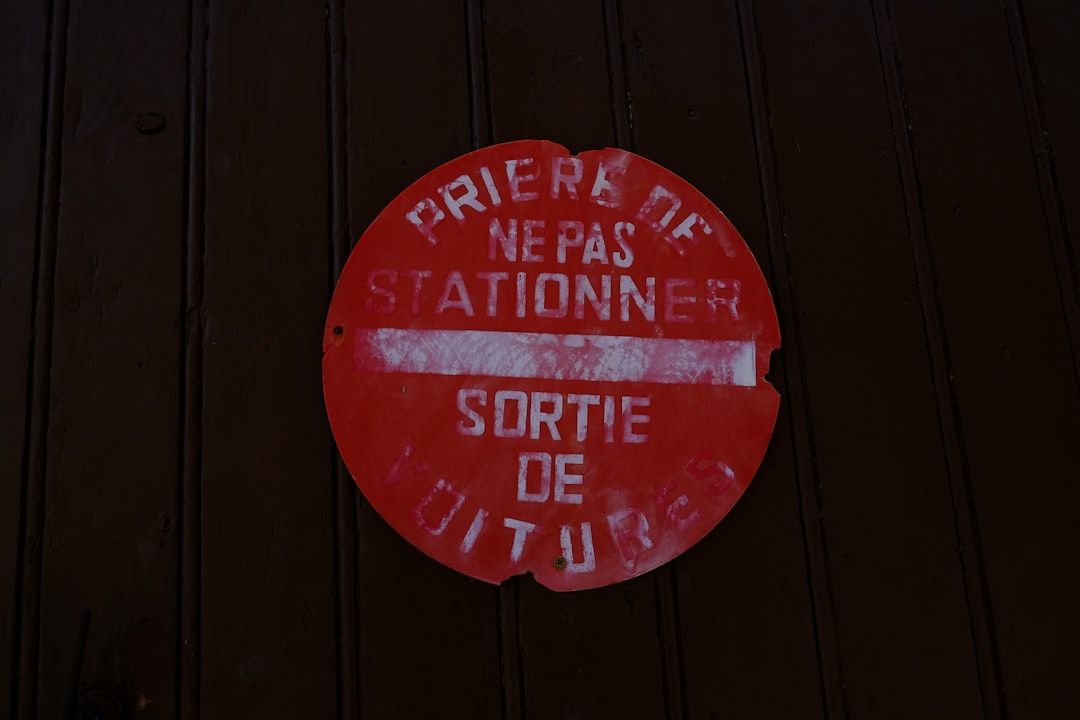 PRIERE DE
NE PAS
STATIONNER
SORTIE
DE
VOITURES